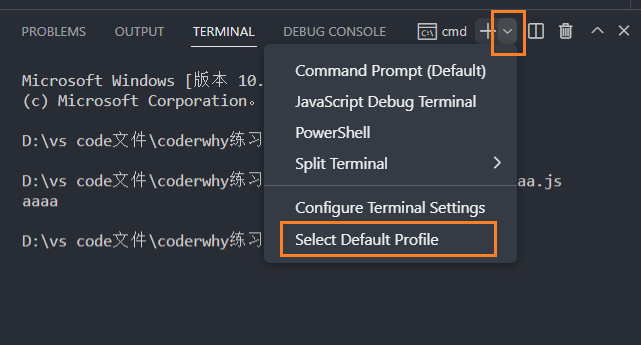 PROBLEMS OUTPUT TERMINAL DEBUG CONSOLE cmd
Microsoft Windows [版本 10.
(c) Microsoft Corporation。
D:\vs code文件\coderwhy练习
D:\vs code文件\coderwhy练习 aa.js
aaaa
D:\vs code文件\coderwhy练习
Command Prompt (Default)
JavaScript Debug Terminal
PowerShell
Split Terminal
Configure Terminal Settings
Select Default Profile